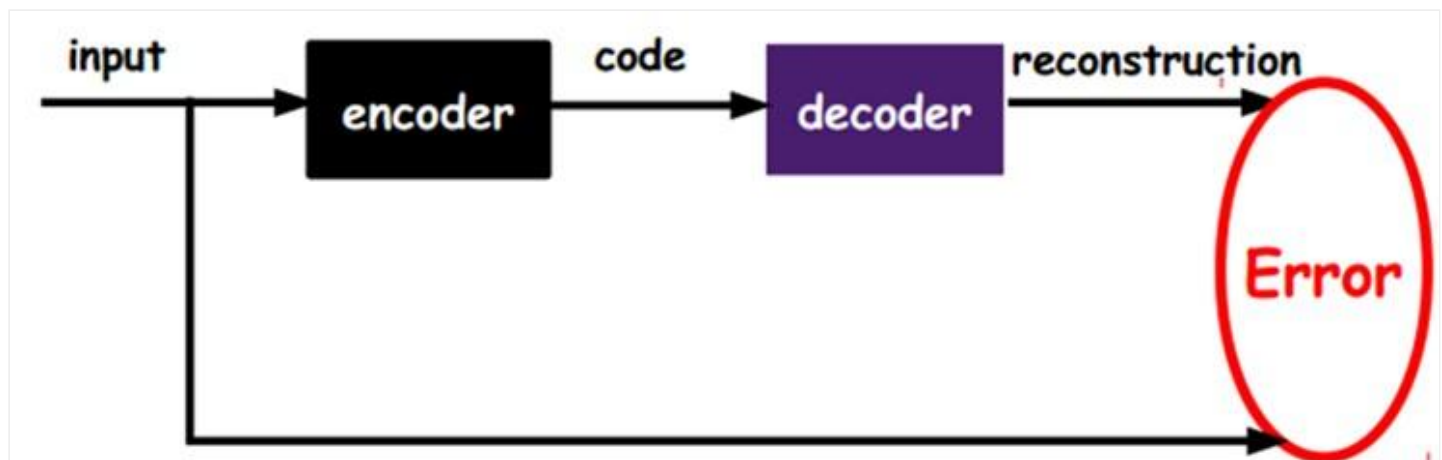 input
code
reconstruction
encoder
decoder
Error